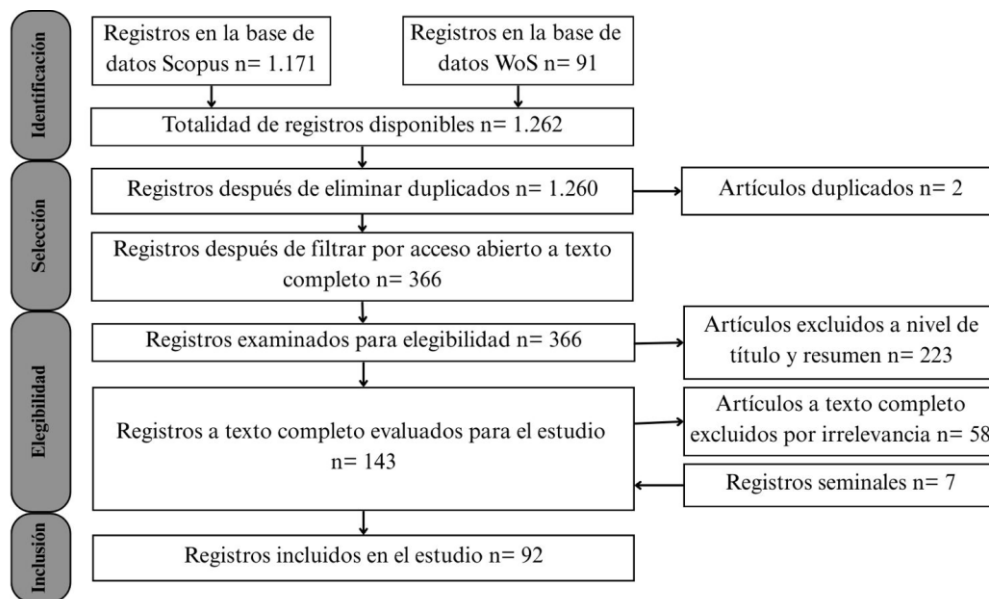 Identificación
Registros en la base de
datos Scopus n= 1.171
Registros en la base de
datos WoS n= 91
Totalidad de registros disponibles n= 1.262
Selección
Registros después de eliminar duplicados n= 1.260
Artículos duplicados n= 2
Registros después de filtrar por acceso abierto a texto
completo n= 366
Elegibilidad
Registros examinados para elegibilidad n= 366
Artículos excluidos a nivel de
título y resumen n= 223
Registros a texto completo evaluados para el estudio
n= 143
Artículos a texto completo
excluidos por irrelevancia n= 58
Registros seminales n= 7
Inclusión
Registros incluidos en el estudio n= 92